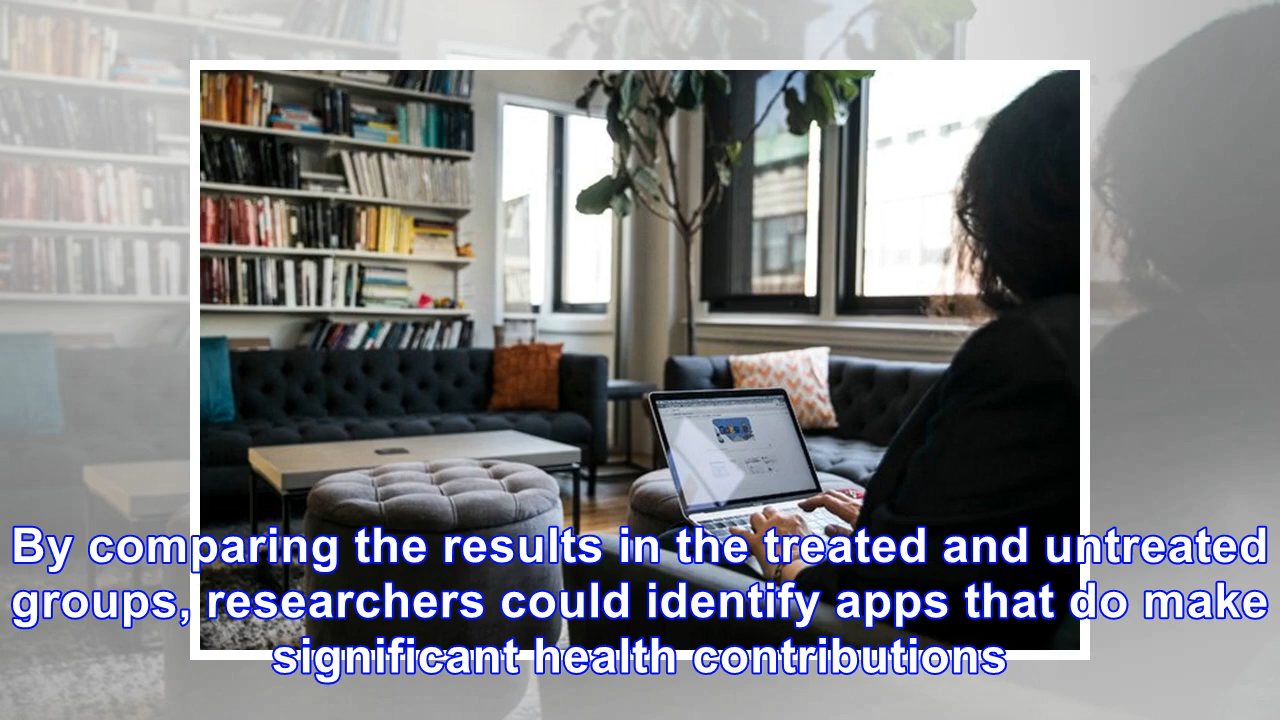 By comparing the results in the treated and untreated
groups, researchers could identify apps that do make
significant health contributions